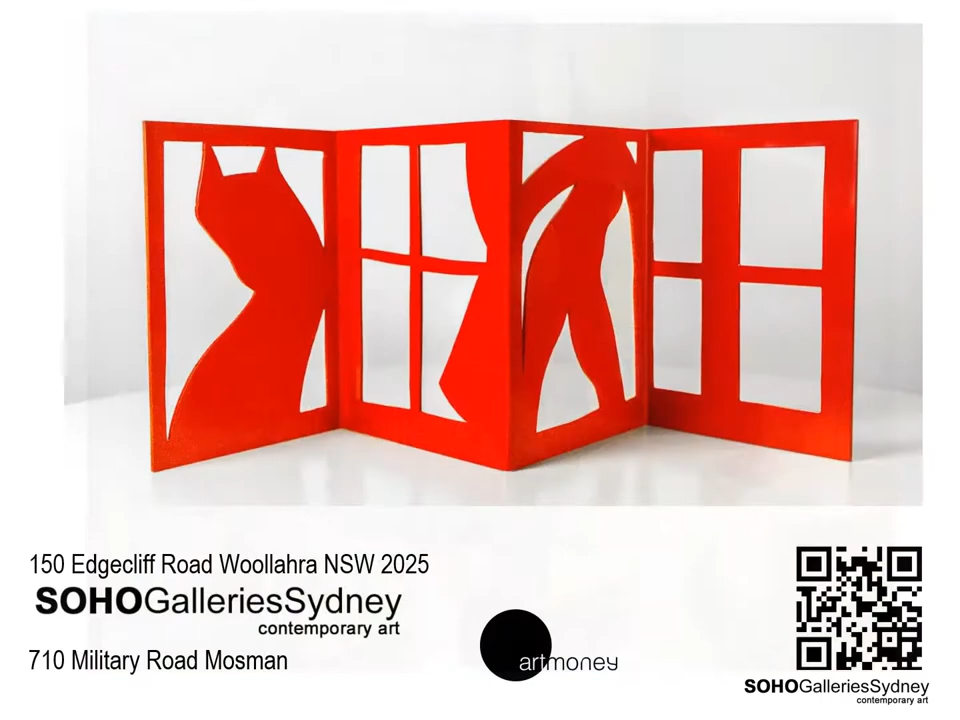 150 Edgecliff Road Woollahra NSW 2025
SOHOGalleriesSydney
contemporary art
710 Military Road Mosman
artmoney
SOHOGalleriesSydney
contemporary art